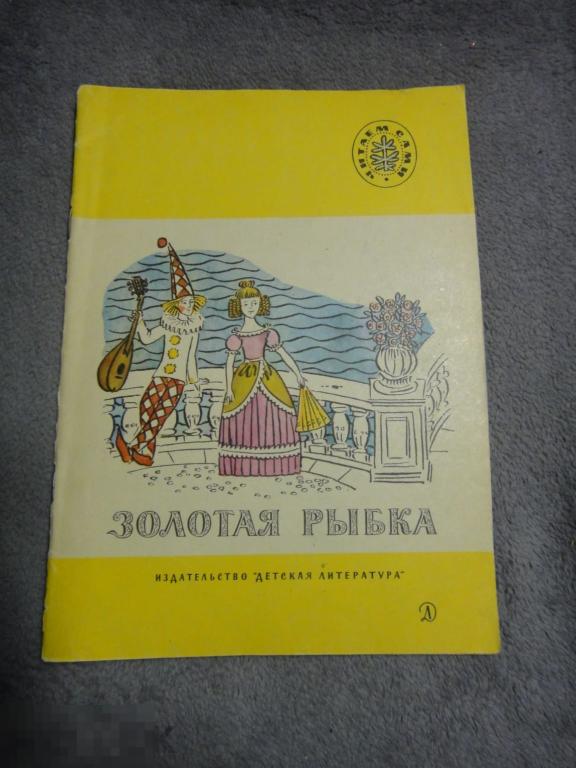 ЧИТАЕМ САМИ
ЗОЛОТАЯ РЫБКА
ИЗДАТЕЛЬСТВО "ДЕТСКАЯ ЛИТЕРАТУРА"
Д